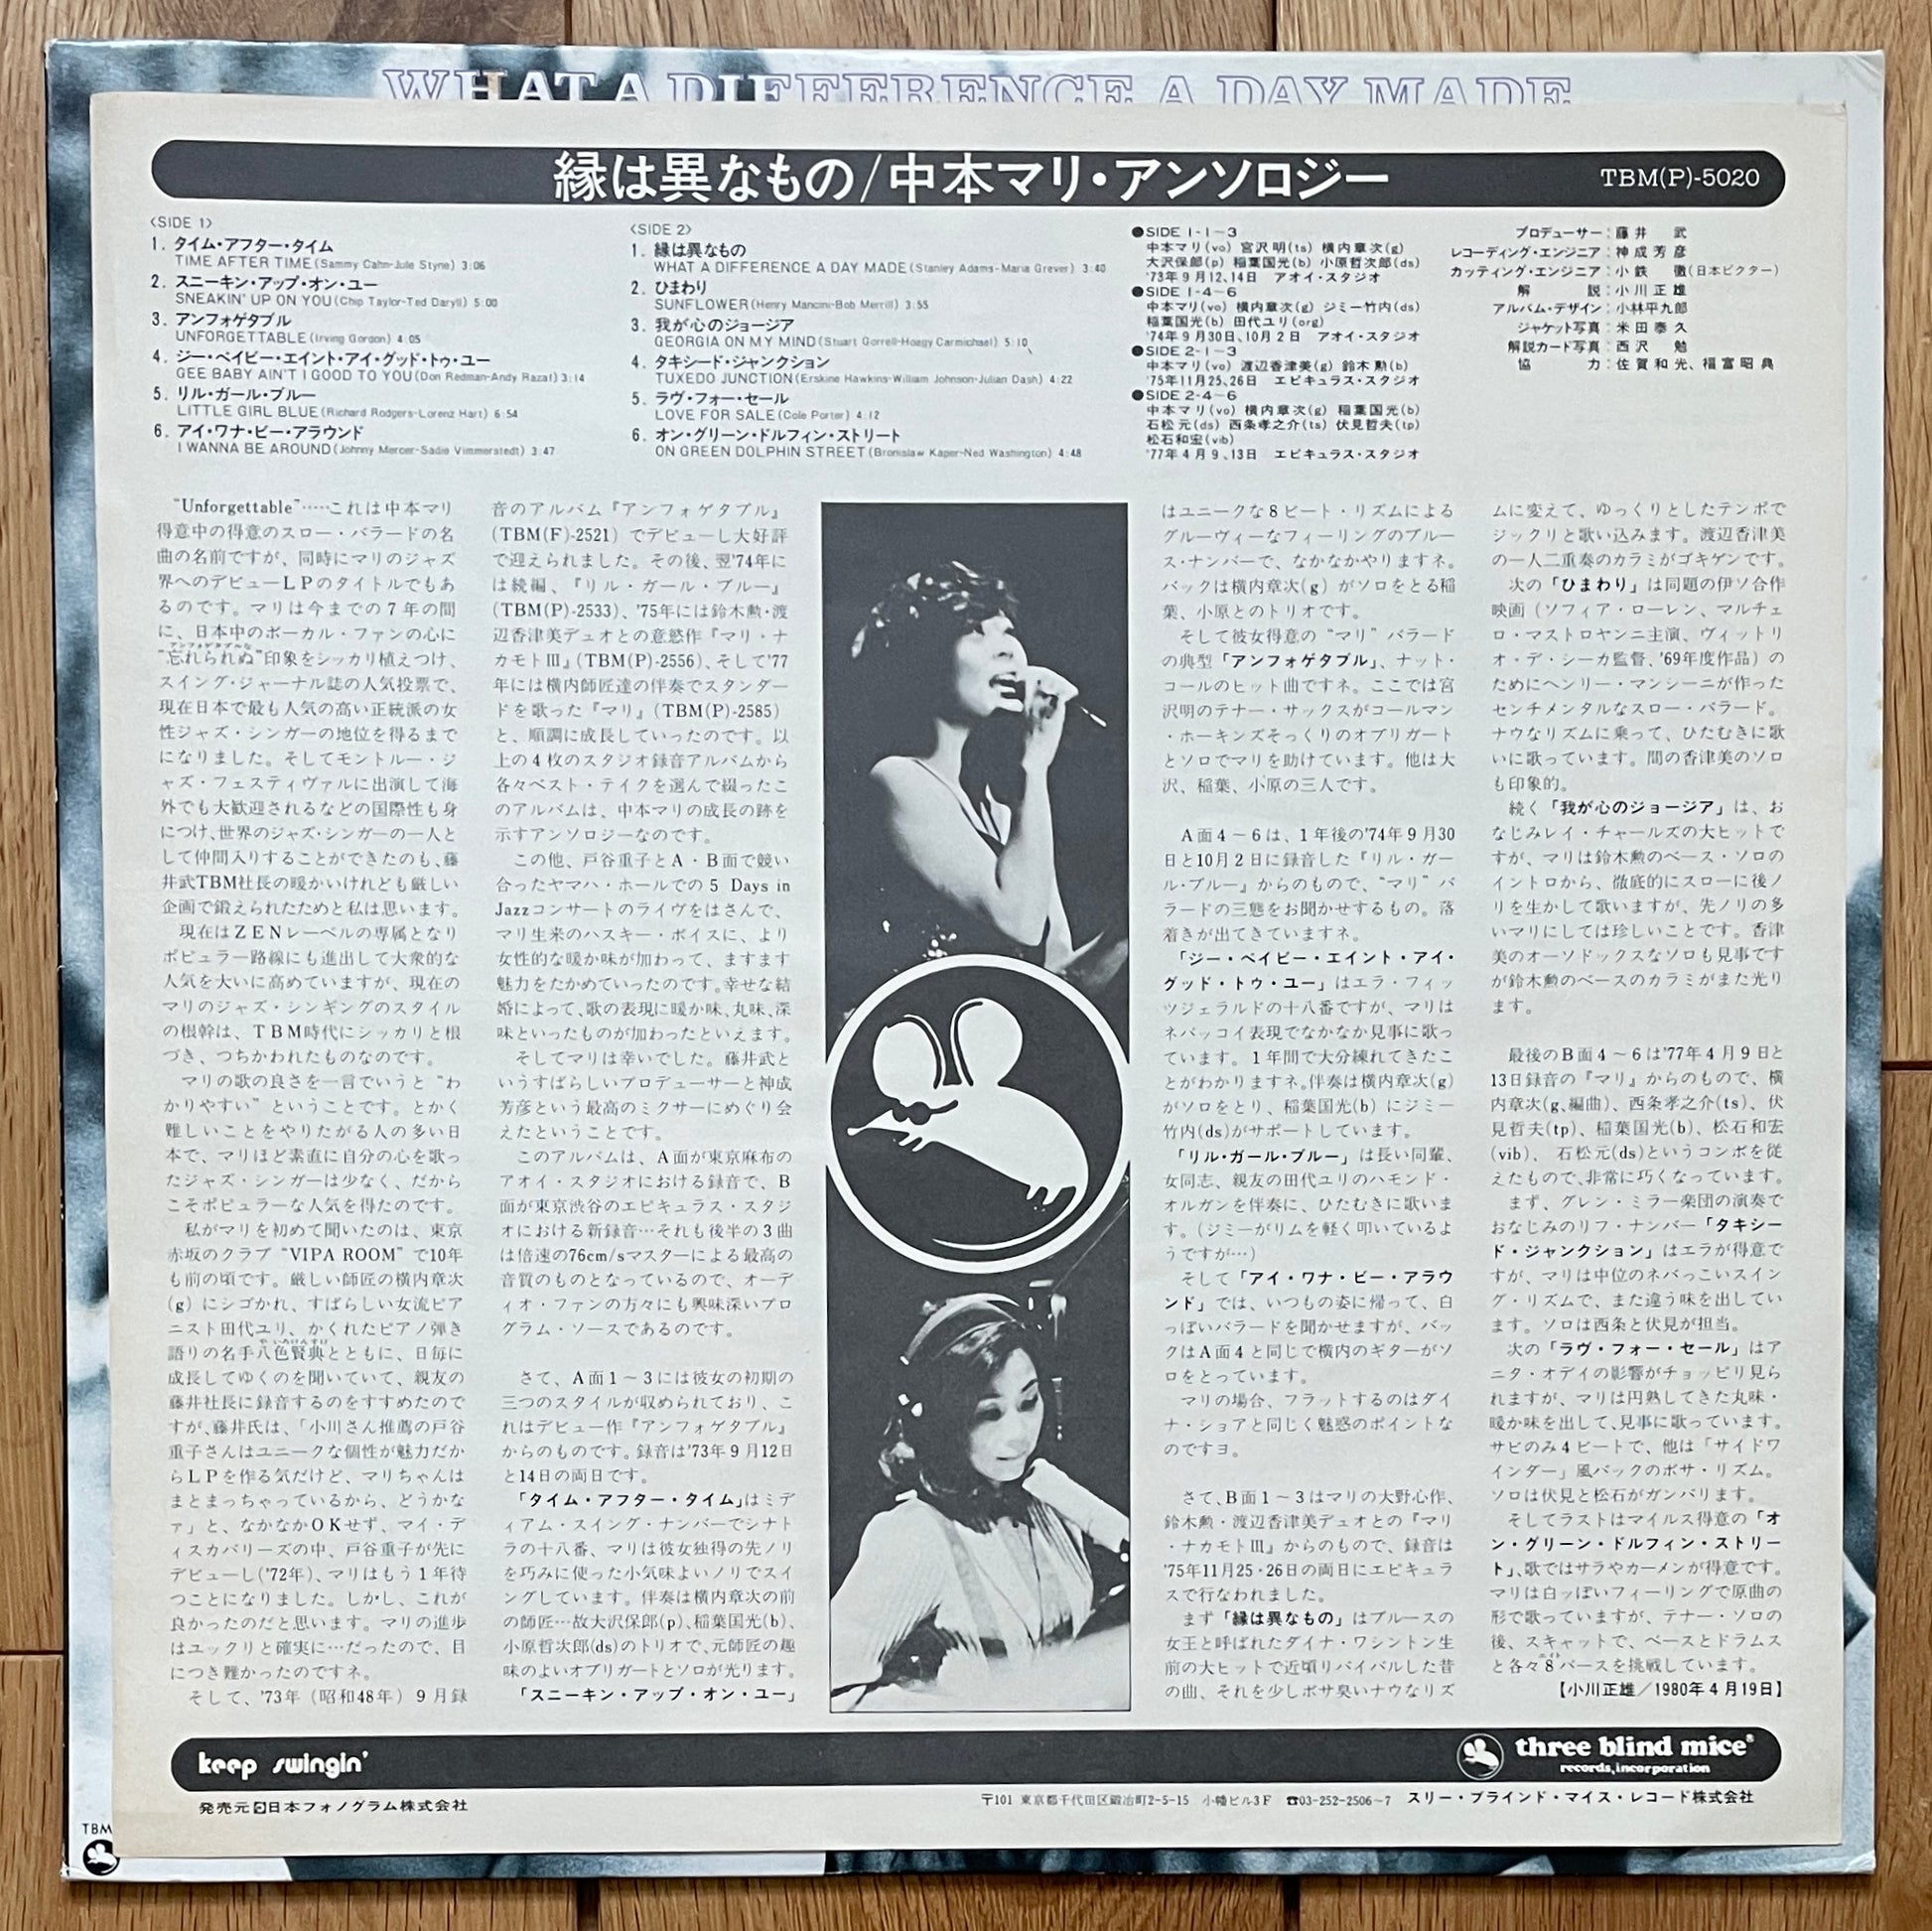 WHAT A DIFFERENCE A DAY MADE
縁は異なもの/中本マリ・アンソロジー
TBM(P)-5020
〈SIDE 1〉
1. タイム・アフター・タイム
TIME AFTER TIME (Sammy Cahn-Jule Styne) 3:06
2. スニーキン・アップ・オン・ユー
SNEAKIN' UP ON YOU (Chip Taylor-Ted Daryll) 5:00
3. アンフォゲタブル
UNFORGETTABLE (Irving Gordon) 4:05
4. ジー・ベイビー・エイント・アイ・グッド・トゥ・ユー
GEE BABY AIN'T I GOOD TO YOU (Don Redman-Andy Razaf) 3:14
5. リル・ガール・ブルー
LITTLE GIRL BLUE (Richard Rodgers-Lorenz Hart) 6:54
6. アイ・ワナ・ビー・アラウンド
I WANNA BE AROUND (Johnny Mercer-Sadie Vimmerstedt) 3:47
〈SIDE 2〉
1. 縁は異なもの
WHAT A DIFFERENCE A DAY MADE (Stanley Adams-Maria Grever) 3:40
2. ひまわり
SUNFLOWER (Henry Mancini-Bob Merrill) 3:55
3. 我が心のジョージア
GEORGIA ON MY MIND (Stuart Gorrell-Hoagy Carmichael) 5:10
4. タキシード・ジャンクション
TUXEDO JUNCTION (Erskine Hawkins-William Johnson-Julian Dash) 4:22
5. ラヴ・フォー・セール
LOVE FOR SALE (Cole Porter) 4:12
6. オン・グリーン・ドルフィン・ストリート
ON GREEN DOLPHIN STREET (Bronislaw Kaper-Ned Washington) 4:48
●SIDE 1-1~3
中本マリ(vo) 宮沢明(ts) 横内章次(g)
大沢保郎(p) 稲葉国光(b) 小原哲次郎(ds)
'73年9月12、14日 アオイ・スタジオ
●SIDE 1-4~6
中本マリ(vo) 横内章次(g) ジミー竹内(ds)
稲葉国光(b) 田代ユリ(org)
'74年9月30日、10月2日 アオイ・スタジオ
●SIDE 2-1~3
中本マリ(vo) 渡辺香津美(g) 鈴木勲(b)
'75年11月25、26日 エピキュラス・スタジオ
●SIDE 2-4~6
中本マリ(vo) 横内章次(g) 稲葉国光(b)
石松元(ds) 西条孝之介(ts) 伏見哲夫(tp)
松石和宏(vib)
'77年4月9、13日 エピキュラス・スタジオ
プロデューサー：藤井 武
レコーディング・エンジニア：神成芳彦
カッティング・エンジニア：小鉄 徹(日本ビクター)
解 説：小川正雄
アルバム・デザイン：小林平九郎
ジャケット写真：米田泰久
解説カード写真：西沢 勉
協 力：佐賀和光、福富昭典
“Unforgettable”……これは中本マリ
得意中の得意のスロー・バラードの名
曲の名前ですが、同時にマリのジャズ
界へのデビューＬＰのタイトルでもあ
るのです。マリは今までの7年の間
に、日本中のボーカル・ファンの心に
アンフォゲタブルな
“忘れられぬ”印象をシッカリ植えつけ、
スイング・ジャーナル誌の人気投票で、
現在日本で最も人気の高い正統派の女
性ジャズ・シンガーの地位を得るまで
になりました。そしてモントルー・ジ
ャズ・フェスティヴァルに出演して海
外でも大歓迎されるなどの国際性も身
につけ、世界のジャズ・シンガーの一人と
して仲間入りすることができたのも、藤
井武TBM社長の暖かいけれども厳しい
企画で鍛えられたためと私は思います。
現在はＺＥＮレーベルの専属となり
ポピュラー路線にも進出して大衆的な
人気を大いに高めていますが、現在の
マリのジャズ・シンギングのスタイル
の根幹は、ＴＢＭ時代にシッカリと根
づき、つちかわれたものなのです。
マリの歌の良さを一言でいうと“わ
かりやすい”ということです。とかく
難しいことをやりたがる人の多い日
本で、マリほど素直に自分の心を歌っ
たジャズ・シンガーは少なく、だから
こそポピュラーな人気を得たのです。
私がマリを初めて聞いたのは、東京
赤坂のクラブ“VIPA ROOM”で10年
も前の頃です。厳しい師匠の横内章次
(g)にシゴかれ、すばらしい女流ピア
ニスト田代ユリ、かくれたピアノ弾き
やいろけんすけ
語りの名手八色賢典とともに、日毎に
成長してゆくのを聞いていて、親友の
藤井社長に録音するのをすすめたので
すが、藤井氏は、「小川さん推薦の戸谷
重子さんはユニークな個性が魅力だか
らＬＰを作る気だけど、マリちゃんは
まとまっちゃっているから、どうかな
ァ」と、なかなかＯＫせず、マイ・デ
ィスカバリーズの中、戸谷重子が先に
デビューし('72年)、マリはもう1年待
つことになりました。しかし、これが
良かったのだと思います。マリの進歩
はユックリと確実に…だったので、目
につき難かったのですネ。
そして、'73年（昭和48年）9月録
音のアルバム『アンフォゲタブル』
(TBM(F)-2521) でデビューし大好評
で迎えられました。その後、翌'74年に
は続編、『リル・ガール・ブルー』
(TBM(P)-2533)、'75年には鈴木勲・渡
辺香津美デュオとの意慾作『マリ・ナ
カモトⅢ』(TBM(P)-2556)、そして'77
年には横内師匠達の伴奏でスタンダー
ドを歌った『マリ』(TBM(P)-2585)
と、順調に成長していったのです。以
上の4枚のスタジオ録音アルバムから
各々ベスト・テイクを選んで綴ったこ
のアルバムは、中本マリの成長の跡を
示すアンソロジーなのです。
この他、戸谷重子とＡ・Ｂ面で競い
合ったヤマハ・ホールでの 5 Days in
Jazzコンサートのライヴをはさんで、
マリ生来のハスキー・ボイスに、より
女性的な暖か味が加わって、ますます
魅力をたかめていったのです。幸せな結
婚によって、歌の表現に暖か味、丸味、深
味といったものが加わったといえます。
そしてマリは幸いでした。藤井武と
いうすばらしいプロデューサーと神成
芳彦という最高のミクサーにめぐり会
えたということです。
このアルバムは、Ａ面が東京麻布の
アオイ・スタジオにおける録音で、Ｂ
面が東京渋谷のエピキュラス・スタジ
オにおける新録音…それも後半の3曲
は倍速の76cm/sマスターによる最高の
音質のものとなっているので、オーデ
ィオ・ファンの方々にも興味深いプロ
グラム・ソースであるのです。
さて、Ａ面1～3には彼女の初期の
三つのスタイルが収められており、こ
れはデビュー作『アンフォゲタブル』
からのものです。録音は'73年9月12日
と14日の両日です。
「タイム・アフター・タイム」はミデ
ィアム・スイング・ナンバーでシナト
ラの十八番、マリは彼女独得の先ノリ
を巧みに使った小気味よいノリでスイ
ングしています。伴奏は横内章次の前
の師匠…故大沢保郎(p)、稲葉国光(b)、
小原哲次郎(ds)のトリオで、元師匠の趣
味のよいオブリガートとソロが光ります。
「スニーキン・アップ・オン・ユー」
はユニークな8ビート・リズムによる
グルーヴィーなフィーリングのブルー
ス・ナンバーで、なかなかやりますネ。
バックは横内章次(g)がソロをとる稲
葉、小原とのトリオです。
そして彼女得意の“マリ”バラード
の典型「アンフォゲタブル」、ナット・
コールのヒット曲ですネ。ここでは宮
沢明のテナー・サックスがコールマン
・ホーキンズそっくりのオブリガート
とソロでマリを助けています。他は大
沢、稲葉、小原の三人です。
Ａ面4～6は、1年後の'74年9月30
日と10月2日に録音した『リル・ガー
ル・ブルー』からのもので、“マリ”バ
ラードの三態をお聞かせするもの。落
着きが出てきていますネ。
「ジー・ベイビー・エイント・アイ・
グッド・トゥ・ユー」はエラ・フィッ
ツジェラルドの十八番ですが、マリは
ネバッコイ表現でなかなか見事に歌っ
ています。1年間で大分練れてきたこ
とがわかりますネ。伴奏は横内章次(g)
がソロをとり、稲葉国光(b)にジミー
竹内(ds)がサポートしています。
「リル・ガール・ブルー」は長い同輩、
女同志、親友の田代ユリのハモンド・
オルガンを伴奏に、ひたむきに歌いま
す。(ジミーがリムを軽く叩いているよ
うですが…)
そして「アイ・ワナ・ビー・アラウ
ンド」では、いつもの姿に帰って、白
っぽいバラードを聞かせますが、バッ
クはＡ面4と同じで横内のギターがソ
ロをとっています。
マリの場合、フラットするのはダイ
ナ・ショアと同じく魅惑のポイントな
のですヨ。
さて、Ｂ面1～3はマリの大野心作、
鈴木勲・渡辺香津美デュオとの『マリ
・ナカモトⅢ』からのもので、録音は
'75年11月25・26日の両日にエピキュラ
スで行なわれました。
まず「縁は異なもの」はブルースの
女王と呼ばれたダイナ・ワシントン生
前の大ヒットで近頃リバイバルした昔
の曲、それを少しボサ臭いナウなリズ
ムに変えて、ゆっくりとしたテンポで
ジックリと歌い込みます。渡辺香津美
の一人二重奏のカラミがゴキゲンです。
次の「ひまわり」は同題の伊ソ合作
映画（ソフィア・ローレン、マルチェ
ロ・マストロヤンニ主演、ヴィットリ
オ・デ・シーカ監督、'69年度作品）の
ためにヘンリー・マンシーニが作った
センチメンタルなスロー・バラード。
ナウなリズムに乗って、ひたむきに歌
いに歌っています。間の香津美のソロ
も印象的。
続く「我が心のジョージア」は、お
なじみレイ・チャールズの大ヒットで
すが、マリは鈴木勲のベース・ソロの
イントロから、徹底的にスローに後ノ
リを生かして歌いますが、先ノリの多
いマリにしては珍しいことです。香津
美のオーソドックスなソロも見事です
が鈴木勲のベースのカラミがまた光り
ます。
最後のＢ面4～6は'77年4月9日と
13日録音の『マリ』からのもので、横
内章次(g、編曲)、西条孝之介(ts)、伏
見哲夫(tp)、稲葉国光(b)、松石和宏
(vib)、石松元(ds)というコンボを従
えたもので、非常に巧くなっています。
まず、グレン・ミラー楽団の演奏で
おなじみのリフ・ナンバー「タキシー
ド・ジャンクション」はエラが得意で
すが、マリは中位のネバっこいスイン
グ・リズムで、また違う味を出してい
ます。ソロは西条と伏見が担当。
次の「ラヴ・フォー・セール」はア
ニタ・オデイの影響がチョッピリ見ら
れますが、マリは円熟してきた丸味・
暖か味を出して、見事に歌っています。
サビのみ4ビートで、他は「サイドワ
インダー」風バックのボサ・リズム。
ソロは伏見と松石がガンバります。
そしてラストはマイルス得意の「オ
ン・グリーン・ドルフィン・ストリー
ト」、歌ではサラやカーメンが得意です。
マリは白っぽいフィーリングで原曲の
形で歌っていますが、テナー・ソロの
後、スキャットで、ベースとドラムス
エイト
と各々8バースを挑戦しています。
【小川正雄／1980年4月19日】
keep swingin'
three blind mice®
records, incorporation
発売元 日本フォノグラム株式会社
〒101 東京都千代田区鍛冶町2-5-15 小幡ビル3F ☎03-252-2506~7 スリー・ブラインド・マイス・レコード株式会社
TBM